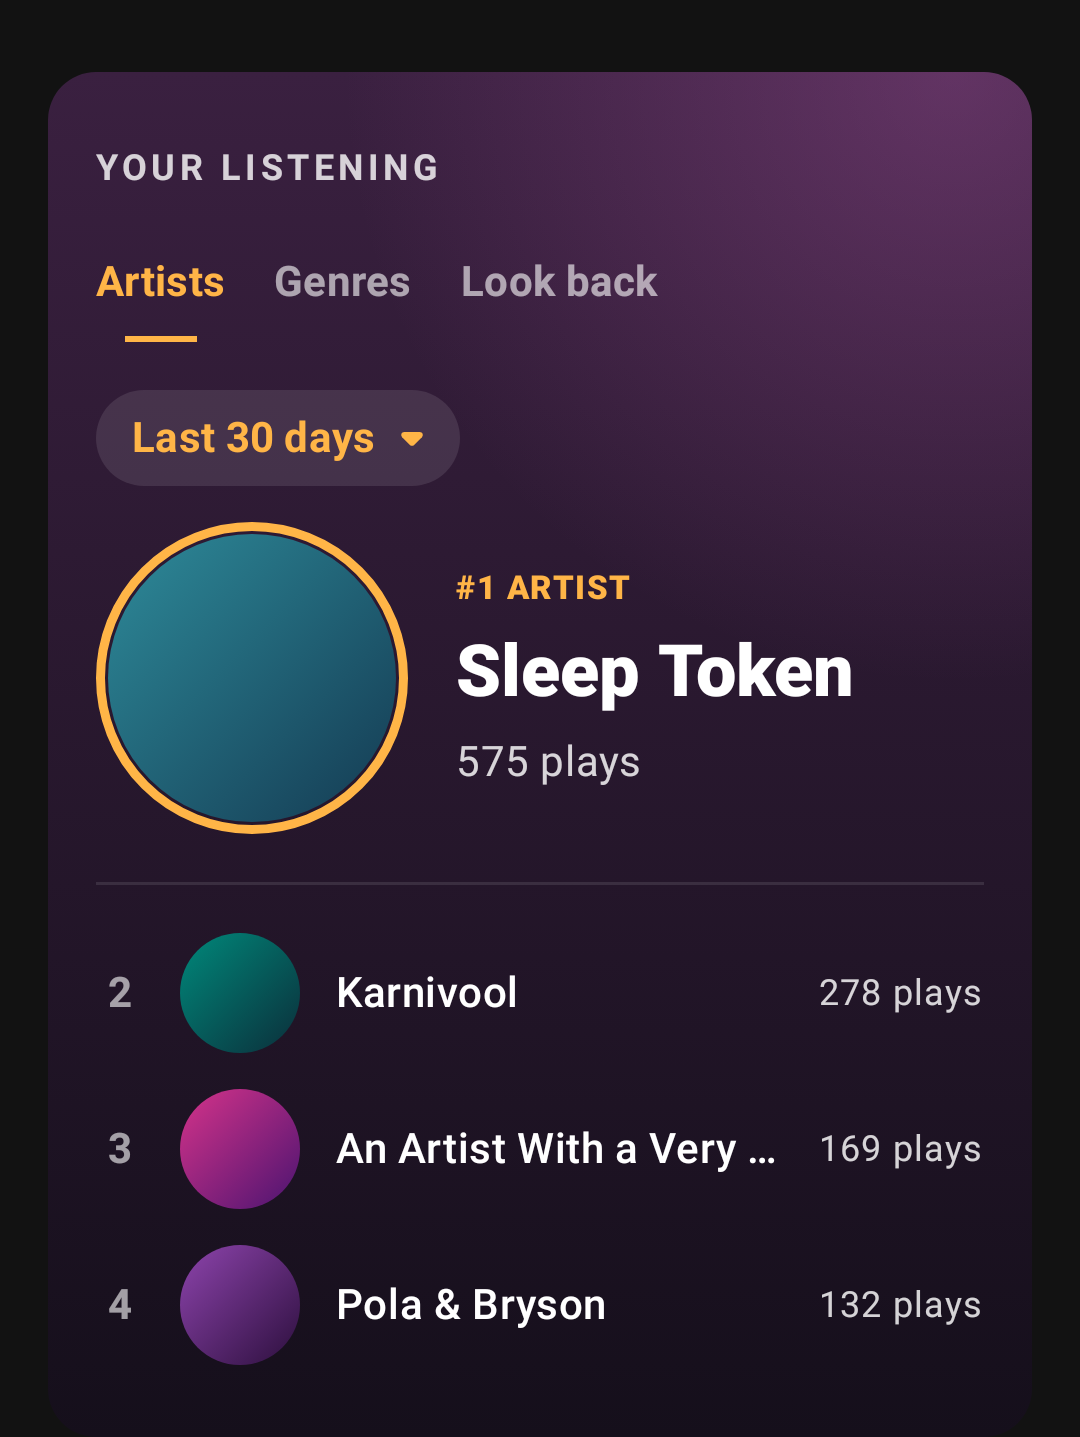 YOUR LISTENING
Artists Genres Look back
Last 30 days
#1 ARTIST
Sleep Token
575 plays
2 Karnivool 278 plays
3 An Artist With a Very … 169 plays
4 Pola & Bryson 132 plays